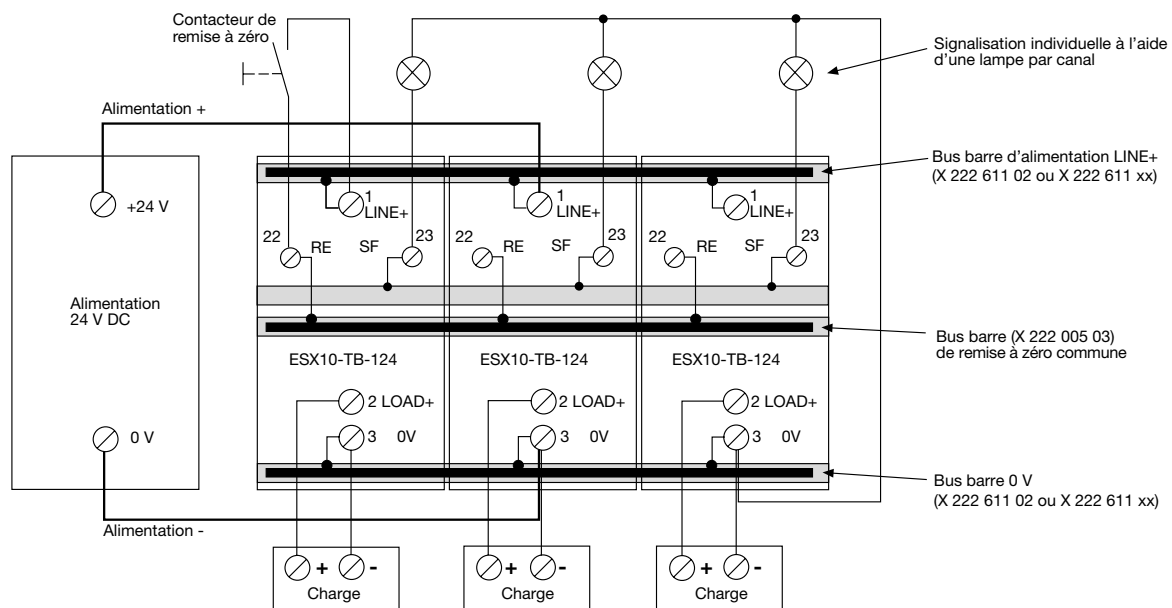 Contacteur de
remise à zéro
Signalisation individuelle à l'aide
d'une lampe par canal
Alimentation +
Bus barre d'alimentation LINE+
(X 222 611 02 ou X 222 611 xx)
+24 V
1
LINE+
1
LINE+
1
LINE+
22 RE SF 23
22 RE SF 23
22 RE SF 23
Alimentation
24 V DC
Bus barre (X 222 005 03)
de remise à zéro commune
ESX10-TB-124
ESX10-TB-124
ESX10-TB-124
2 LOAD+
2 LOAD+
2 LOAD+
0 V
3 0V
3 0V
3 0V
Bus barre 0 V
(X 222 611 02 ou X 222 611 xx)
Alimentation -
+ -
+ -
+ -
Charge
Charge
Charge